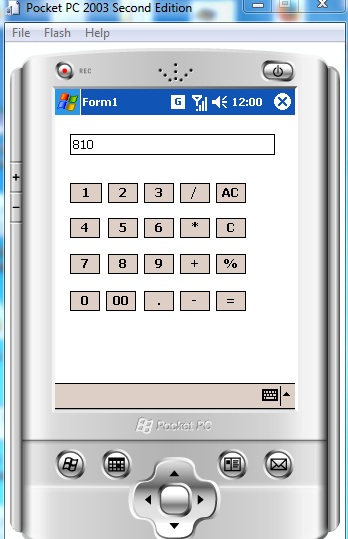 Pocket PC 2003 Second Edition
File Flash Help
REC
Form1 G 12:00
810
1 2 3 / AC
4 5 6 * C
7 8 9 + %
0 00 . - =
Pocket PC
+
-